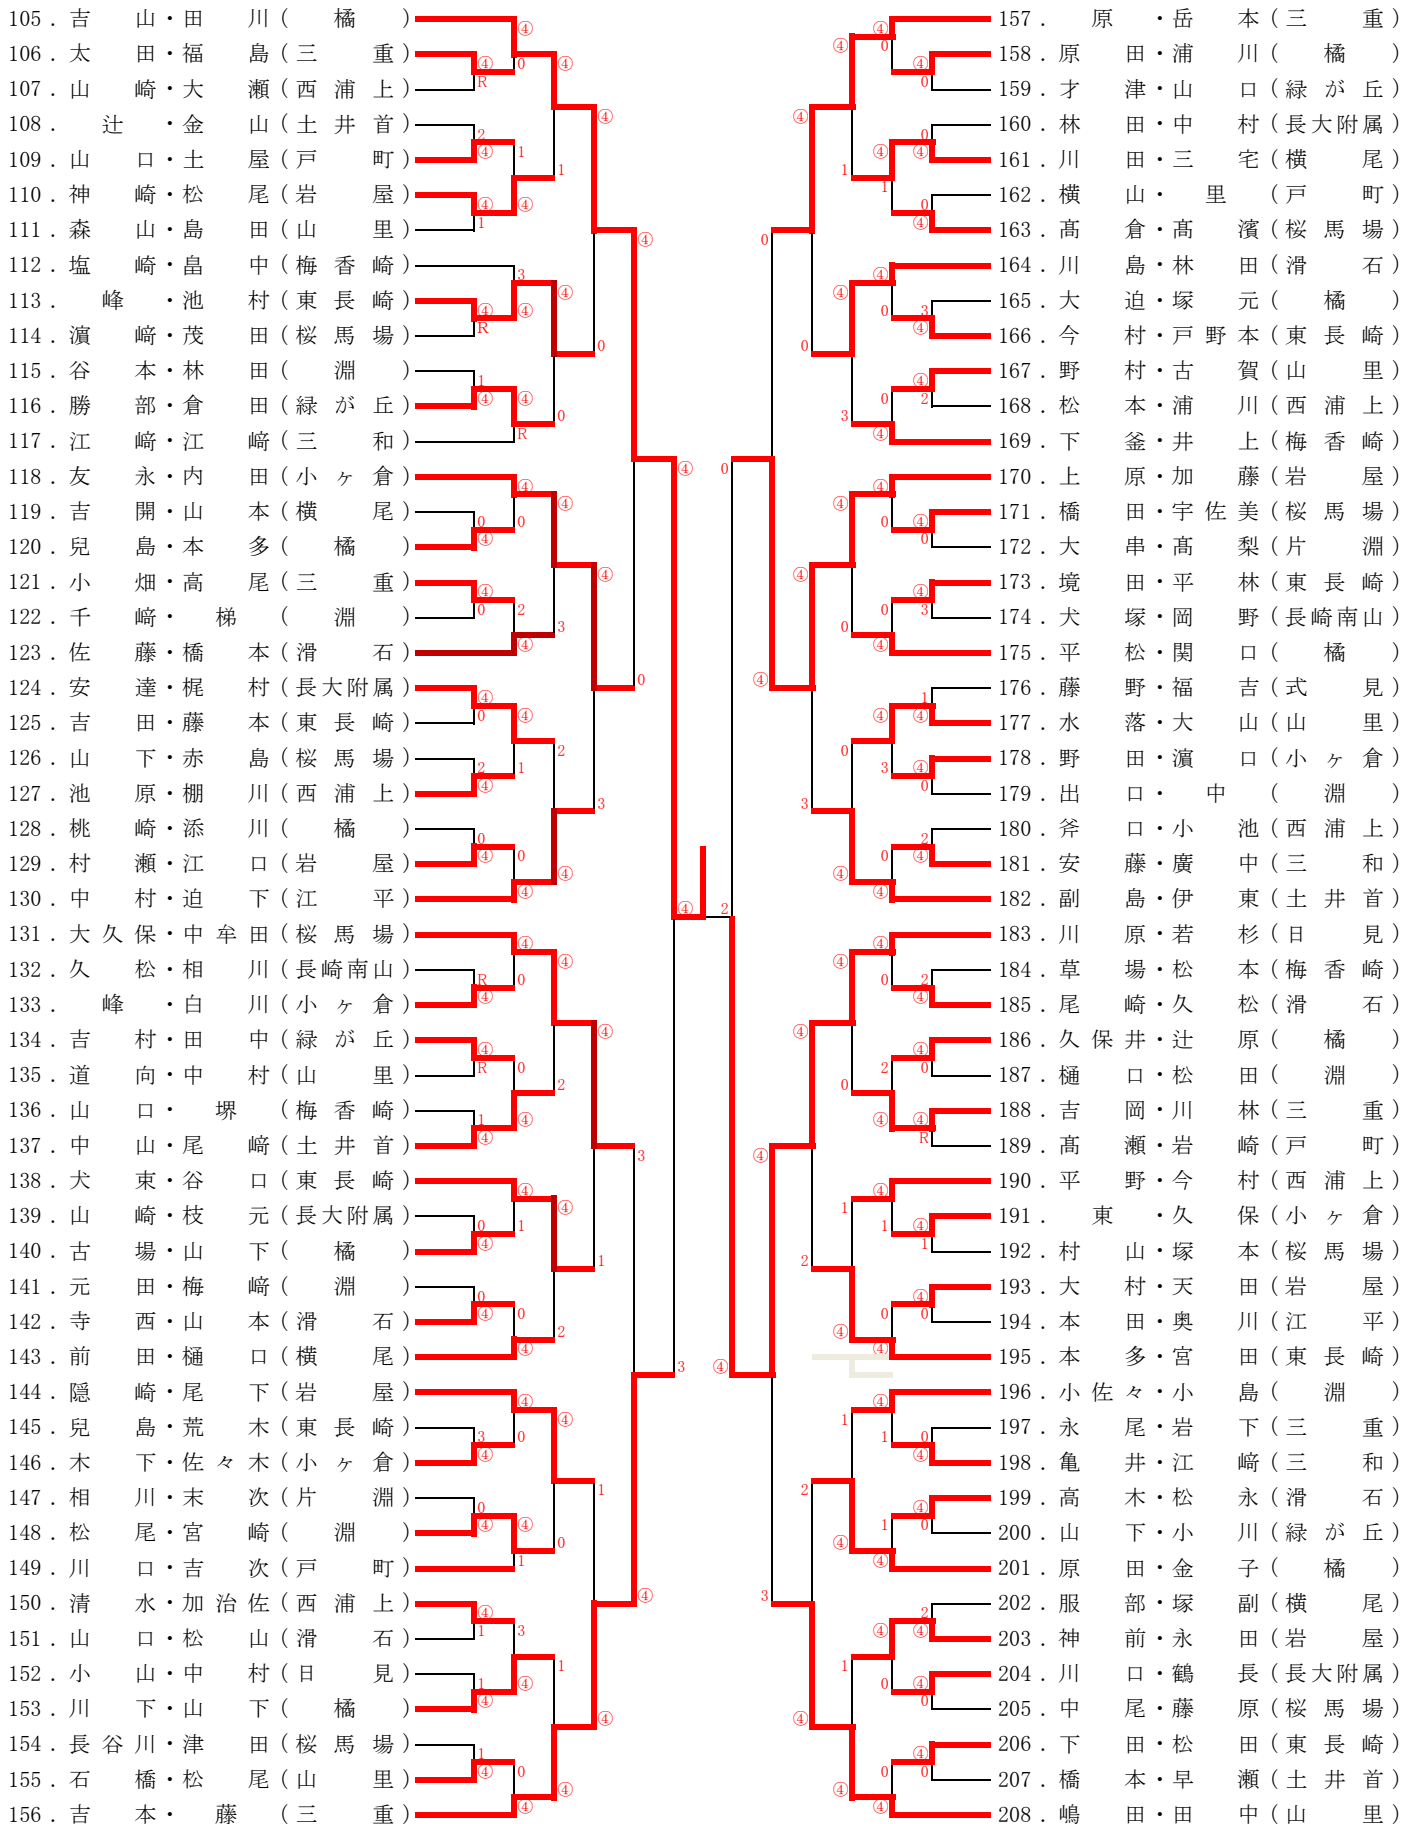 105．吉　山・田　川（　橘　）
106．太　田・福　島（三　重）
107．山　崎・大　瀬（西浦上）
108．　辻　・金　山（土井首）
109．山　口・土　屋（戸　町）
110．神　崎・松　尾（岩　屋）
111．森　山・島　田（山　里）
112．塩　崎・畠　中（梅香崎）
113．　峰　・池　村（東長崎）
114．濵　﨑・茂　田（桜馬場）
115．谷　本・林　田（　淵　）
116．勝　部・倉　田（緑が丘）
117．江　﨑・江　﨑（三　和）
118．友　永・内　田（小ヶ倉）
119．吉　開・山　本（横　尾）
120．兒　島・本　多（　橘　）
121．小　畑・高　尾（三　重）
122．千　﨑・　梯　（　淵　）
123．佐　藤・橋　本（滑　石）
124．安　達・梶　村（長大附属）
125．吉　田・藤　本（東長崎）
126．山　下・赤　島（桜馬場）
127．池　原・棚　川（西浦上）
128．桃　崎・添　川（　橘　）
129．村　瀬・江　口（岩　屋）
130．中　村・迫　下（江　平）
131．大久保・中牟田（桜馬場）
132．久　松・相　川（長崎南山）
133．　峰　・白　川（小ヶ倉）
134．吉　村・田　中（緑が丘）
135．道　向・中　村（山　里）
136．山　口・　堺　（梅香崎）
137．中　山・尾　﨑（土井首）
138．犬　束・谷　口（東長崎）
139．山　崎・枝　元（長大附属）
140．古　場・山　下（　橘　）
141．元　田・梅　﨑（　淵　）
142．寺　西・山　本（滑　石）
143．前　田・樋　口（横　尾）
144．隠　崎・尾　下（岩　屋）
145．兒　島・荒　木（東長崎）
146．木　下・佐々木（小ヶ倉）
147．相　川・末　次（片　淵）
148．松　尾・宮　崎（　淵　）
149．川　口・吉　次（戸　町）
150．清　水・加治佐（西浦上）
151．山　口・松　山（滑　石）
152．小　山・中　村（日　見）
153．川　下・山　下（　橘　）
154．長谷川・津　田（桜馬場）
155．石　橋・松　尾（山　里）
156．吉　本・　藤　（三　重）
157．　原　・岳　本（三　重）
158．原　田・浦　川（　橘　）
159．才　津・山　口（緑が丘）
160．林　田・中　村（長大附属）
161．川　田・三　宅（横　尾）
162．横　山・　里　（戸　町）
163．髙　倉・髙　濱（桜馬場）
164．川　島・林　田（滑　石）
165．大　迫・塚　元（　橘　）
166．今　村・戸野本（東長崎）
167．野　村・古　賀（山　里）
168．松　本・浦　川（西浦上）
169．下　釜・井　上（梅香崎）
170．上　原・加　藤（岩　屋）
171．橋　田・宇佐美（桜馬場）
172．大　串・髙　梨（片　淵）
173．境　田・平　林（東長崎）
174．犬　塚・岡　野（長崎南山）
175．平　松・関　口（　橘　）
176．藤　野・福　吉（式　見）
177．水　落・大　山（山　里）
178．野　田・濵　口（小ヶ倉）
179．出　口・　中　（　淵　）
180．斧　口・小　池（西浦上）
181．安　藤・廣　中（三　和）
182．副　島・伊　東（土井首）
183．川　原・若　杉（日　見）
184．草　場・松　本（梅香崎）
185．尾　崎・久　松（滑　石）
186．久保井・辻　原（　橘　）
187．樋　口・松　田（　淵　）
188．吉　岡・川　林（三　重）
189．髙　瀬・岩　崎（戸　町）
190．平　野・今　村（西浦上）
191．　東　・久　保（小ヶ倉）
192．村　山・塚　本（桜馬場）
193．大　村・天　田（岩　屋）
194．本　田・奥　川（江　平）
195．本　多・宮　田（東長崎）
196．小佐々・小　島（　淵　）
197．永　尾・岩　下（三　重）
198．亀　井・江　﨑（三　和）
199．高　木・松　永（滑　石）
200．山　下・小　川（緑が丘）
201．原　田・金　子（　橘　）
202．服　部・塚　副（横　尾）
203．神　前・永　田（岩　屋）
204．川　口・鶴　長（長大附属）
205．中　尾・藤　原（桜馬場）
206．下　田・松　田（東長崎）
207．橋　本・早　瀬（土井首）
208．嶋　田・田　中（山　里）